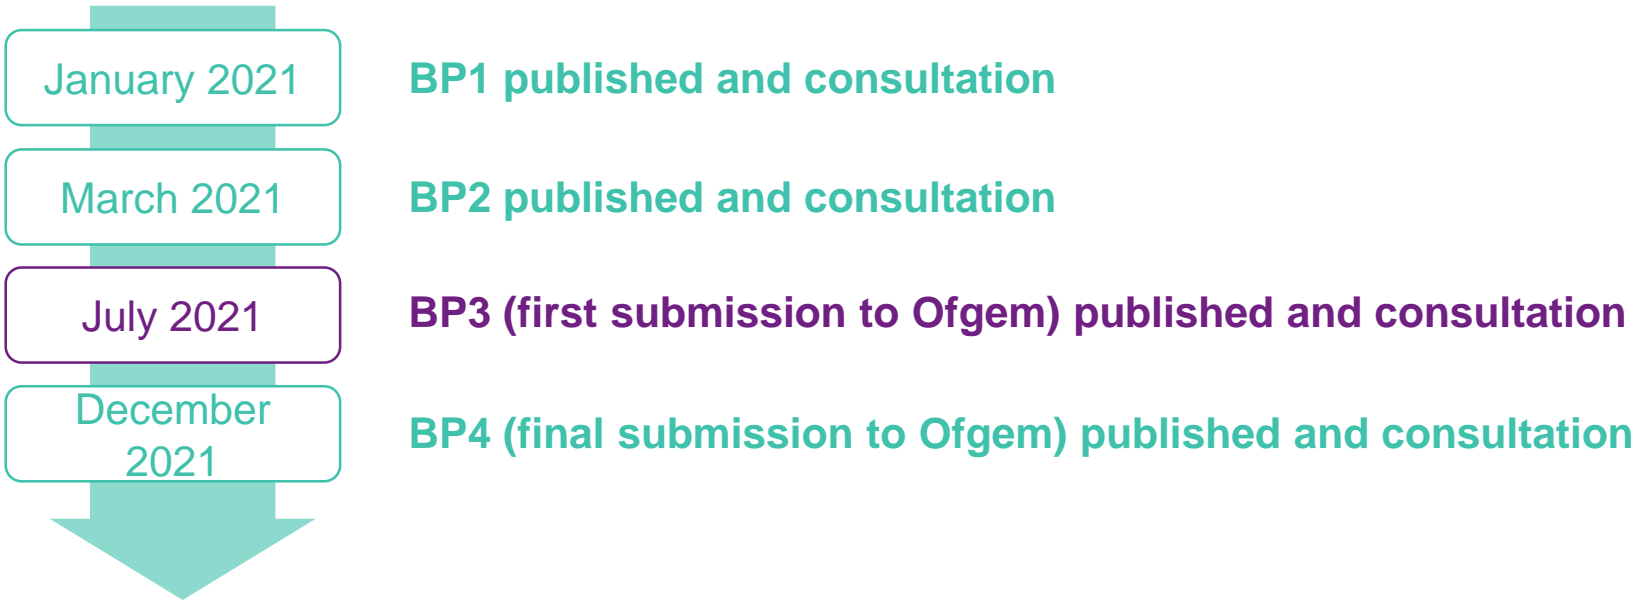 January 2021
BP1 published and consultation
March 2021
BP2 published and consultation
July 2021
BP3 (first submission to Ofgem) published and consultation
December
2021
BP4 (final submission to Ofgem) published and consultation